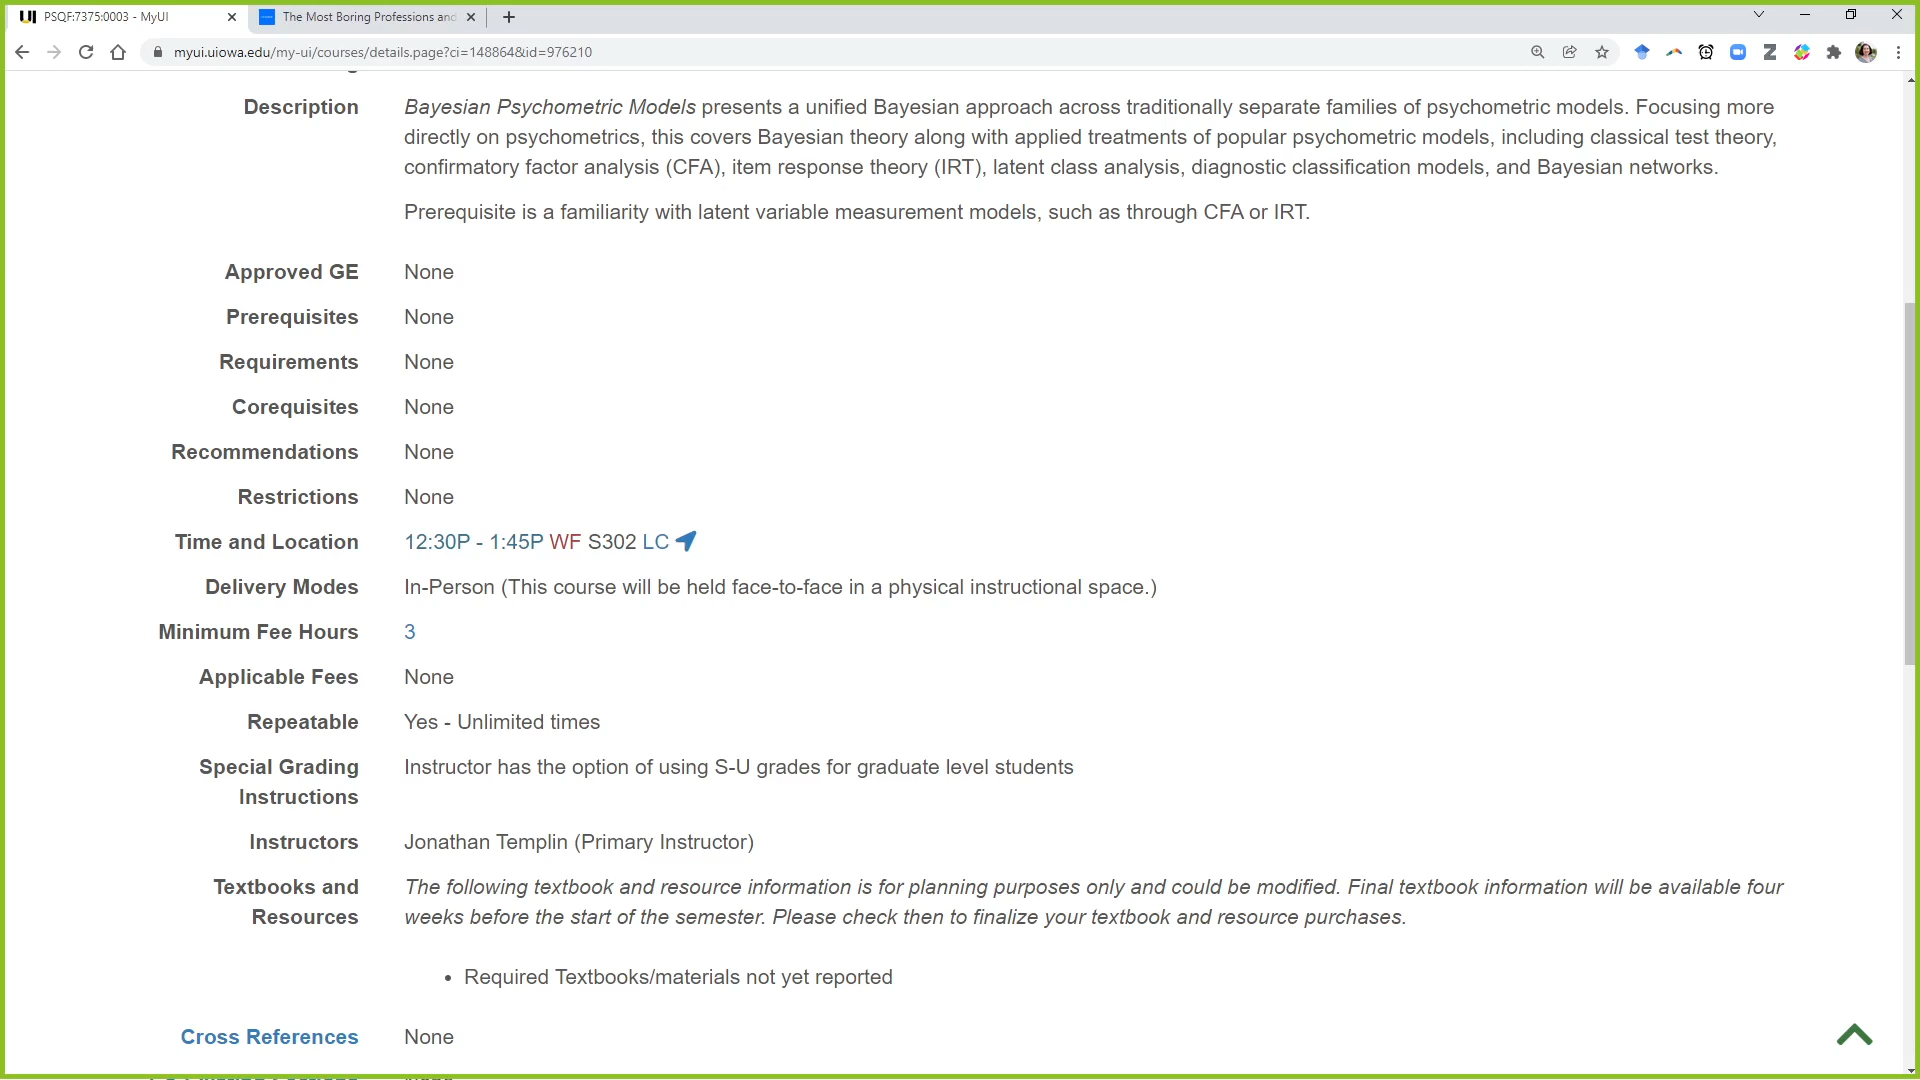 PSQF:7375:0003 - MyUI
The Most Boring Professions and
myui.uiowa.edu/my-ui/courses/details.page?ci=148864&id=976210
Description
Bayesian Psychometric Models presents a unified Bayesian approach across traditionally separate families of psychometric models. Focusing more
directly on psychometrics, this covers Bayesian theory along with applied treatments of popular psychometric models, including classical test theory,
confirmatory factor analysis (CFA), item response theory (IRT), latent class analysis, diagnostic classification models, and Bayesian networks.
Prerequisite is a familiarity with latent variable measurement models, such as through CFA or IRT.
Approved GE None
Prerequisites None
Requirements None
Corequisites None
Recommendations None
Restrictions None
Time and Location 12:30P - 1:45P WF S302 LC
Delivery Modes In-Person (This course will be held face-to-face in a physical instructional space.)
Minimum Fee Hours 3
Applicable Fees None
Repeatable Yes - Unlimited times
Special Grading Instructor has the option of using S-U grades for graduate level students
Instructions
Instructors Jonathan Templin (Primary Instructor)
Textbooks and The following textbook and resource information is for planning purposes only and could be modified. Final textbook information will be available four
Resources weeks before the start of the semester. Please check then to finalize your textbook and resource purchases.
• Required Textbooks/materials not yet reported
Cross References None